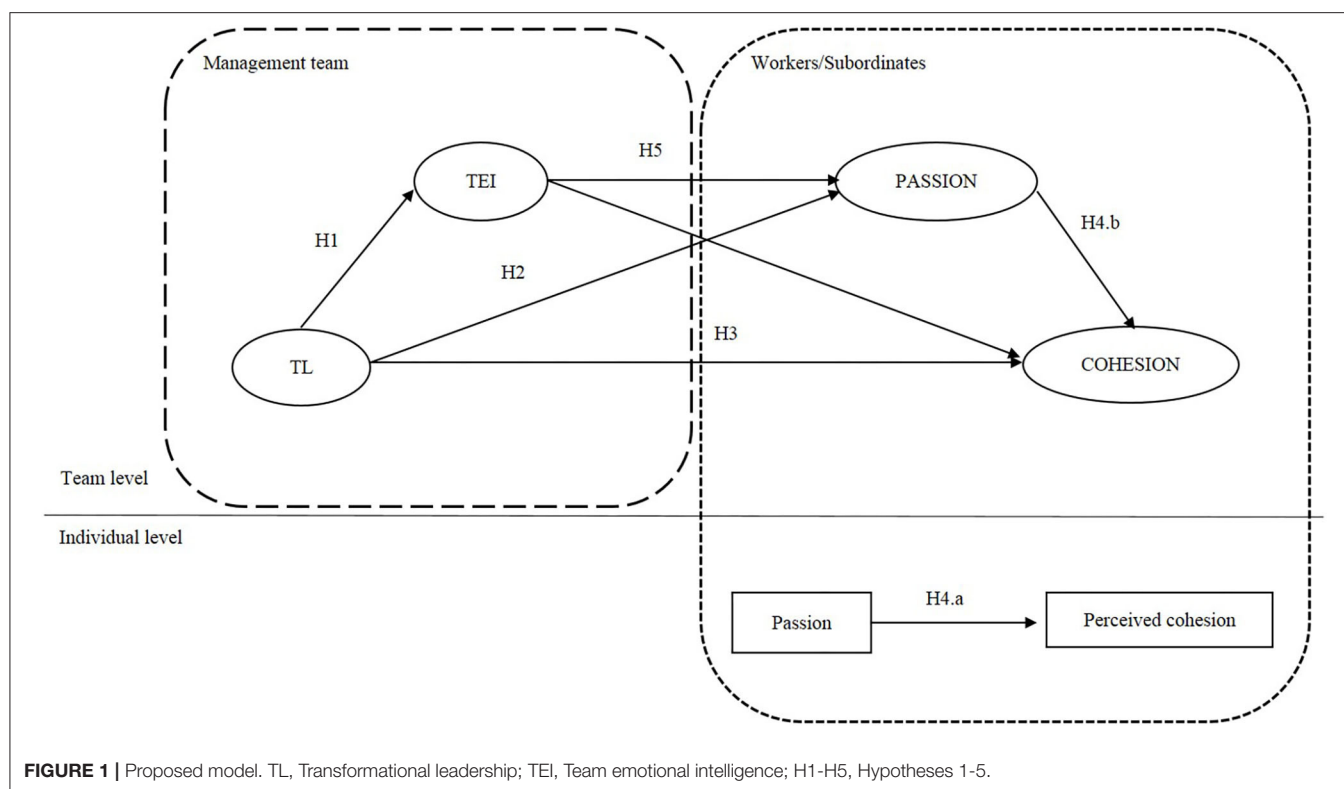 Management team
Workers/Subordinates
H5
TEI
PASSION
H1
H2
H4.b
H3
TL
COHESION
Team level
Individual level
H4.a
Passion
Perceived cohesion
FIGURE 1 | Proposed model. TL, Transformational leadership; TEI, Team emotional intelligence; H1-H5, Hypotheses 1-5.